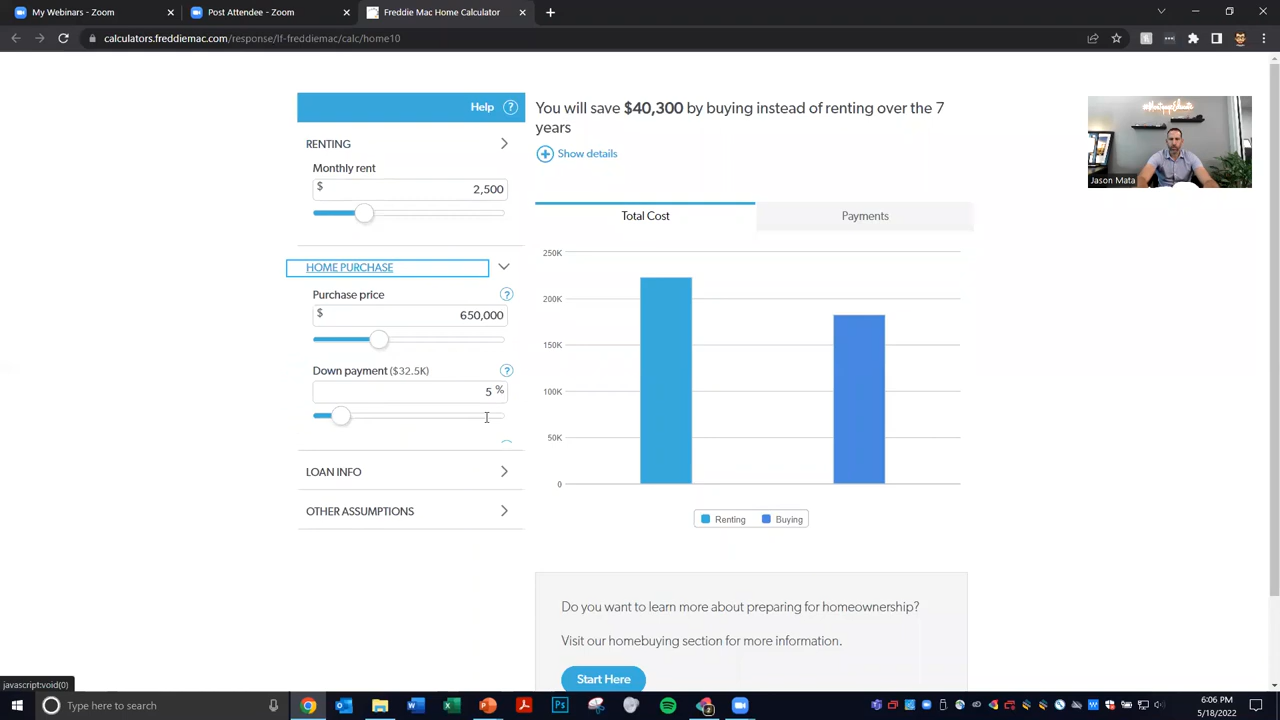 My Webinars - Zoom
Post Attendee - Zoom
Freddie Mac Home Calculator
calculators.freddiemac.com/response/lf-freddiemac/calc/home10
Help ?
RENTING
Monthly rent
$ 2,500
HOME PURCHASE
Purchase price ?
$ 650,000
Down payment ($32.5K) ?
5 %
LOAN INFO
OTHER ASSUMPTIONS
You will save $40,300 by buying instead of renting over the 7
years
Show details
Total Cost
Payments
250K
200K
150K
100K
50K
0
Renting
Buying
Do you want to learn more about preparing for homeownership?
Visit our homebuying section for more information.
Start Here
Jason Mata
javascript:void(0)
Type here to search
6:06 PM
5/18/2022